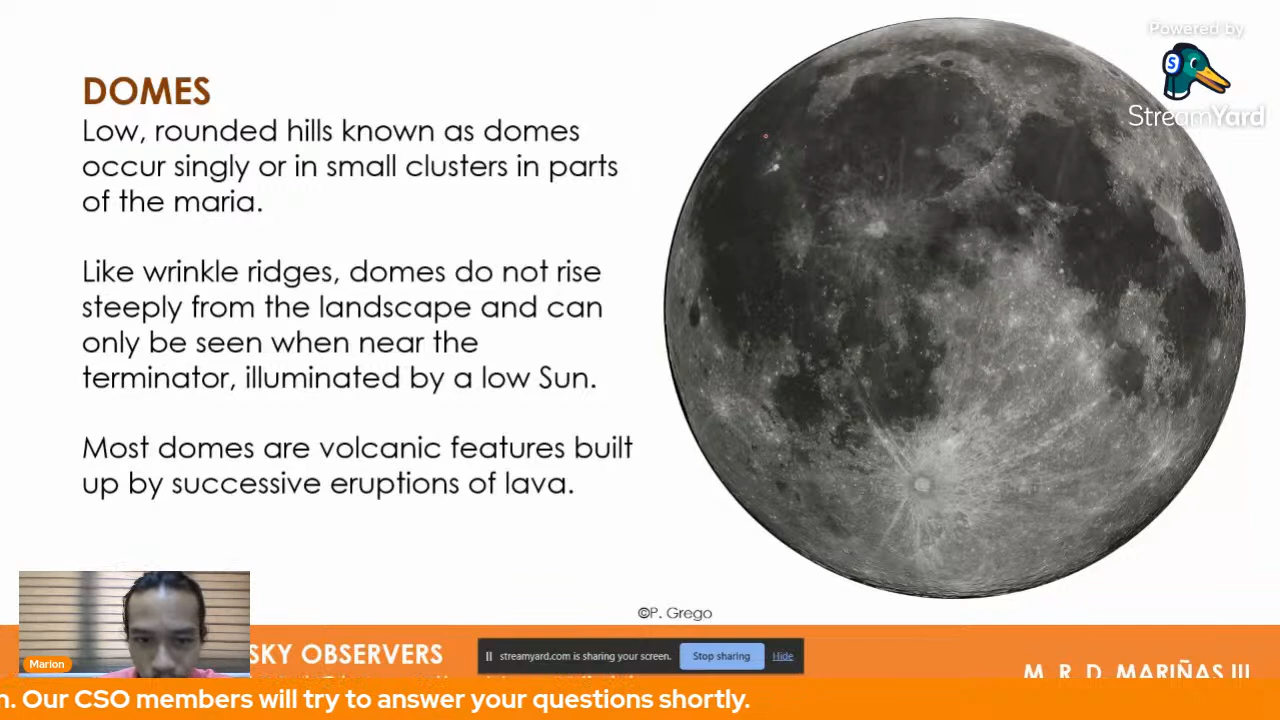 Powered by
StreamYard
DOMES
Low, rounded hills known as domes
occur singly or in small clusters in parts
of the maria.
Like wrinkle ridges, domes do not rise
steeply from the landscape and can
only be seen when near the
terminator, illuminated by a low Sun.
Most domes are volcanic features built
up by successive eruptions of lava.
©P. Grego
Marion
SKY OBSERVERS
streamyard.com is sharing your screen.
Stop sharing
Hide
M. R. D. MARIÑAS III
n. Our CSO members will try to answer your questions shortly.